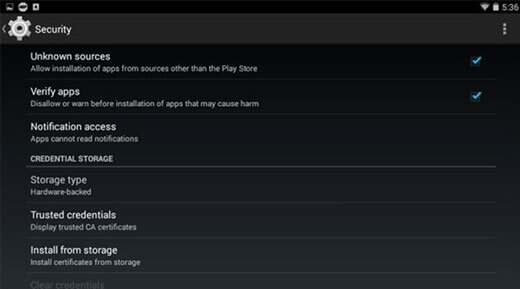 5:36
Security
Unknown sources
Allow installation of apps from sources other than the Play Store
Verify apps
Disallow or warn before installation of apps that may cause harm
Notification access
Apps cannot read notifications
CREDENTIAL STORAGE
Storage type
Hardware-backed
Trusted credentials
Display trusted CA certificates
Install from storage
Install certificates from storage
Clear credentials